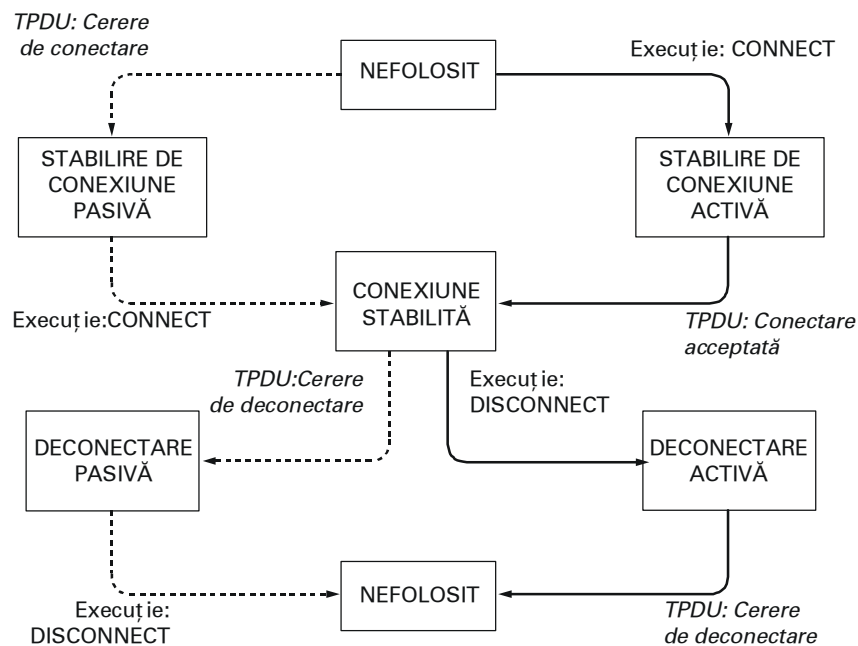 TPDU: Cerere
de conectare
NEFOLOSIT
Execuție: CONNECT
STABILIRE DE
CONEXIUNE
PASIVĂ
STABILIRE DE
CONEXIUNE
ACTIVĂ
CONEXIUNE
STABILITĂ
Execuție:CONNECT
TPDU: Conectare
acceptată
TPDU:Cerere
de deconectare
Execuție:
DISCONNECT
DECONECTARE
PASIVĂ
DECONECTARE
ACTIVĂ
NEFOLOSIT
Execuție:
DISCONNECT
TPDU: Cerere
de deconectare